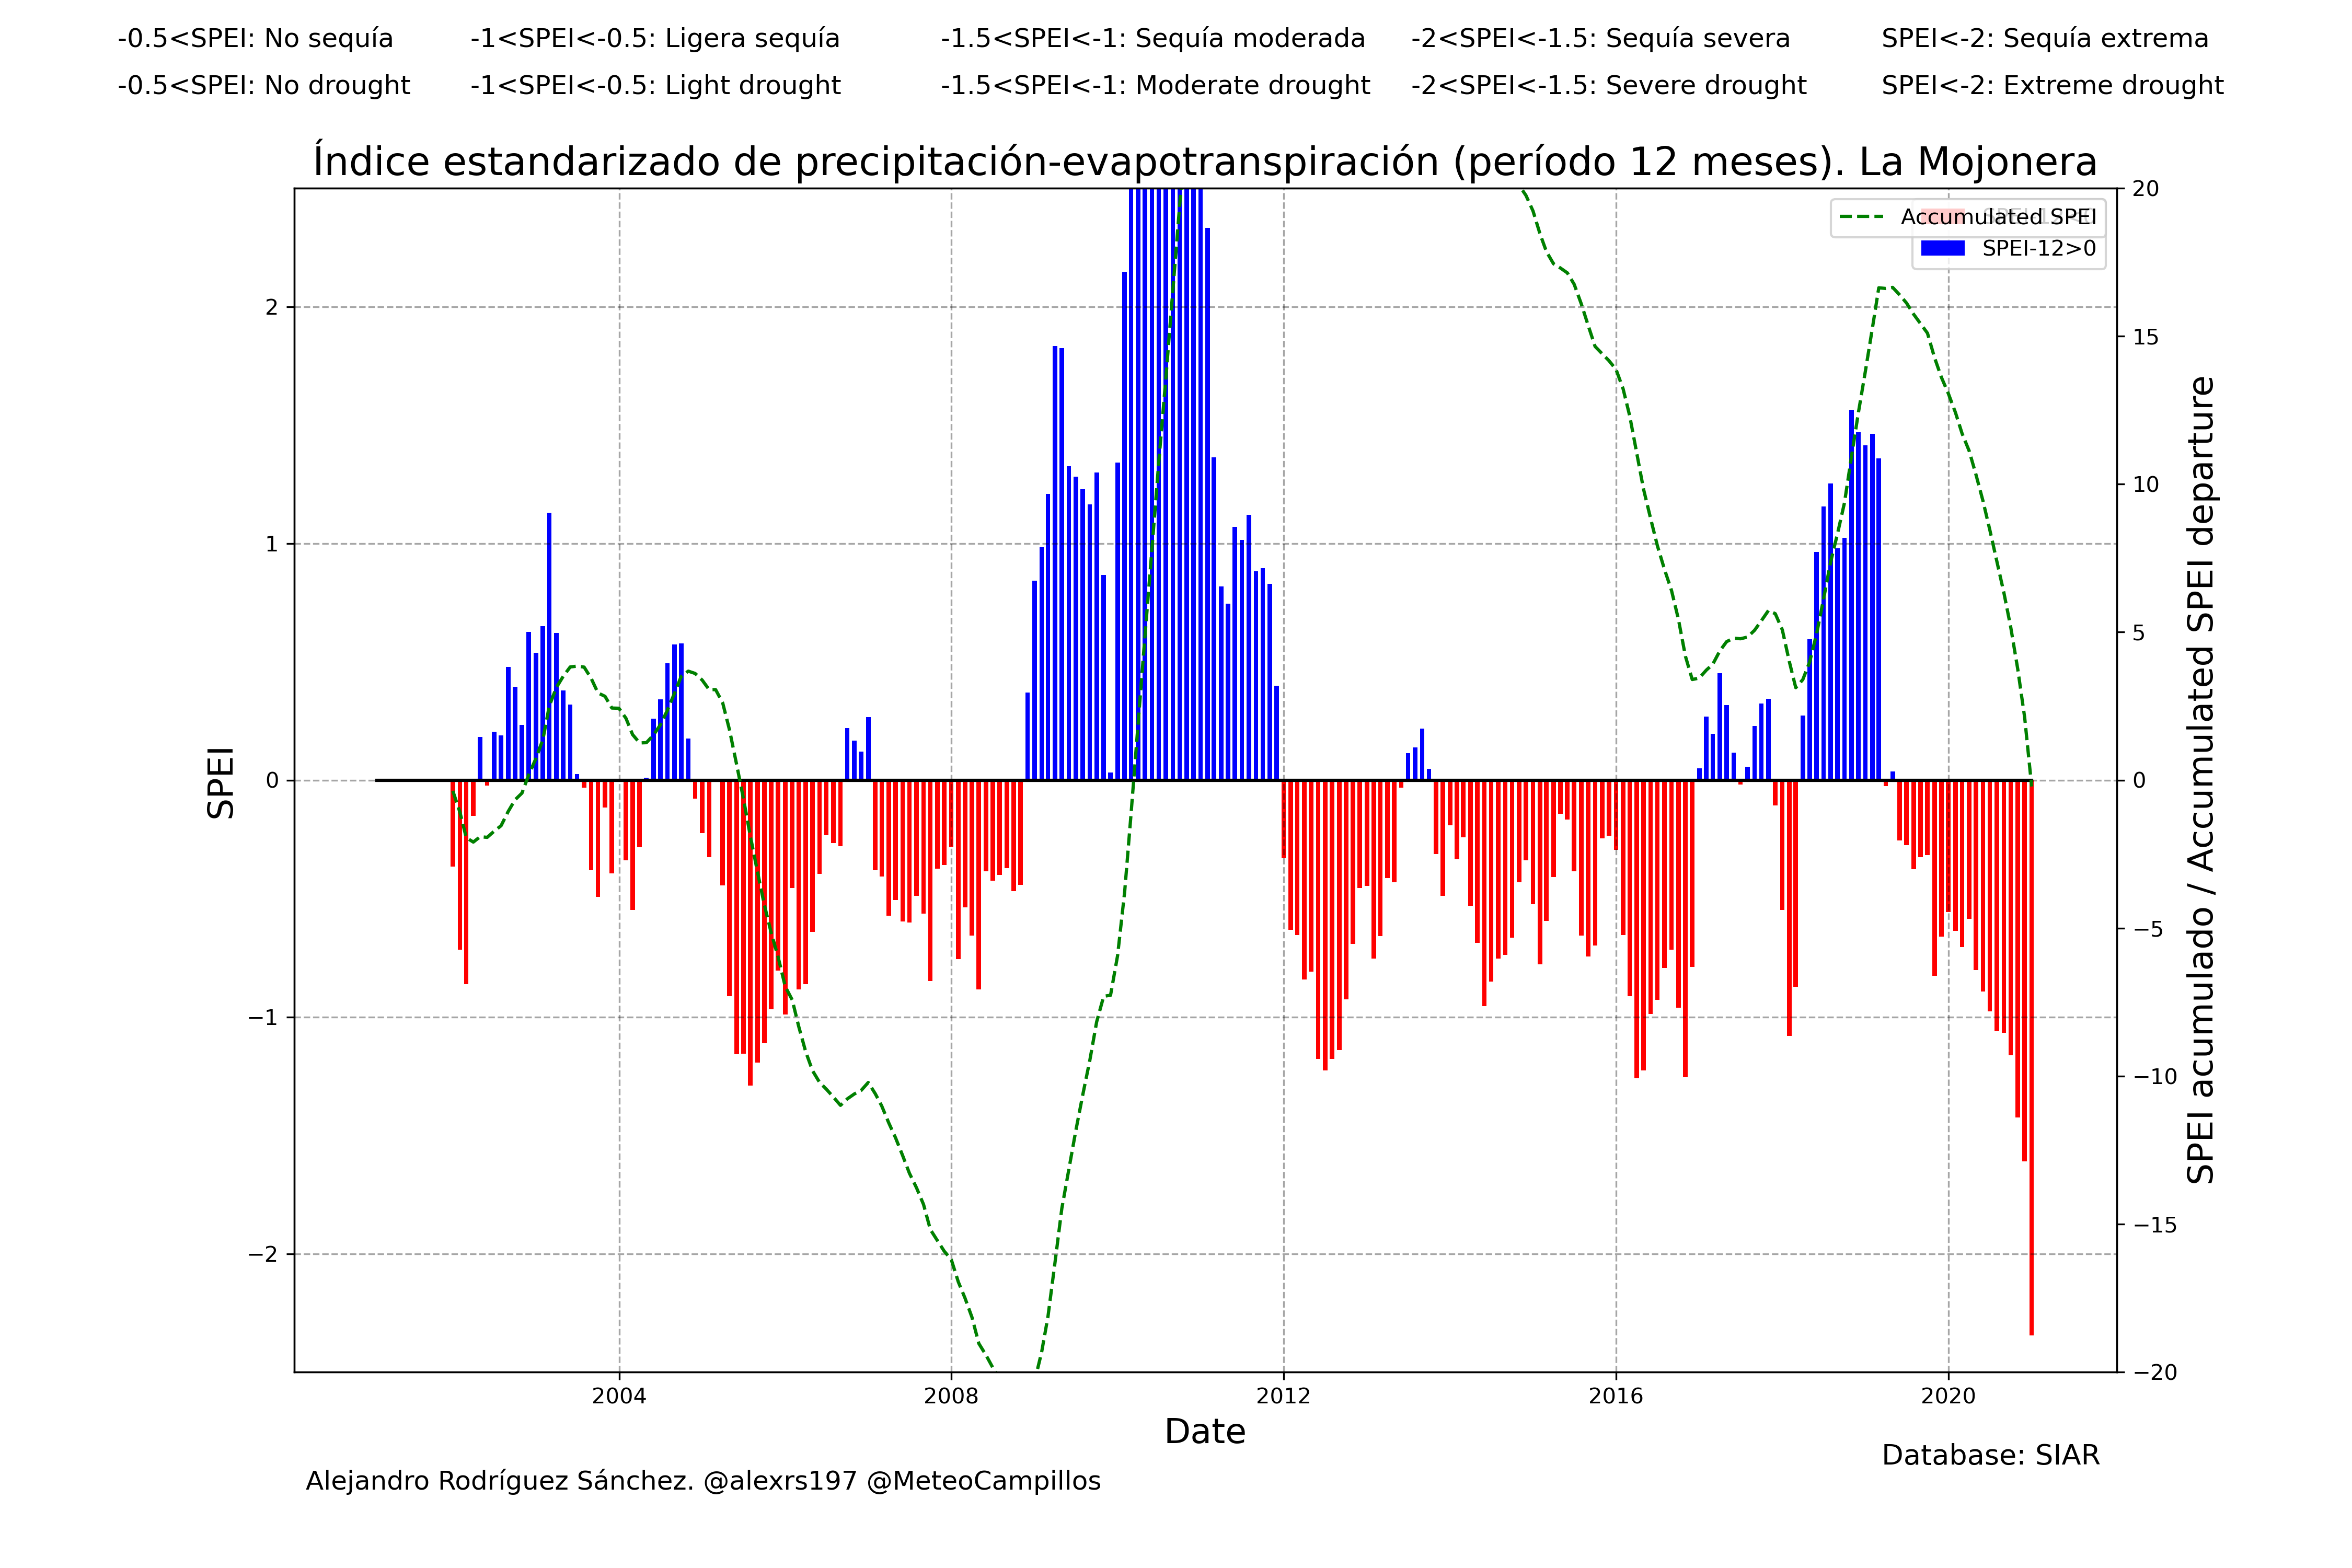 -0.5<SPEI: No sequía -1<SPEI<-0.5: Ligera sequía -1.5<SPEI<-1: Sequía moderada -2<SPEI<-1.5: Sequía severa SPEI<-2: Sequía extrema
-0.5<SPEI: No drought -1<SPEI<-0.5: Light drought -1.5<SPEI<-1: Moderate drought -2<SPEI<-1.5: Severe drought SPEI<-2: Extreme drought
Índice estandarizado de precipitación-evapotranspiración (período 12 meses). La Mojonera
Accumulated SPEI
SPEI-12>0
SPEI
2
1
0
−1
−2
20
15
10
5
0
−5
−10
−15
−20
SPEI acumulado / Accumulated SPEI departure
2004 2008 2012 2016 2020
Date
Database: SIAR
Alejandro Rodríguez Sánchez. @alexrs197 @MeteoCampillos